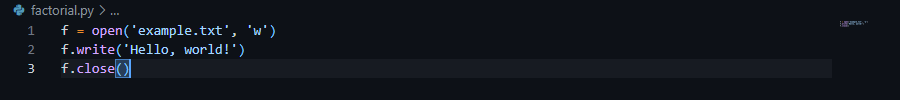 factorial.py > ...
1 f = open('example.txt', 'w')
2 f.write('Hello, world!')
3 f.close()